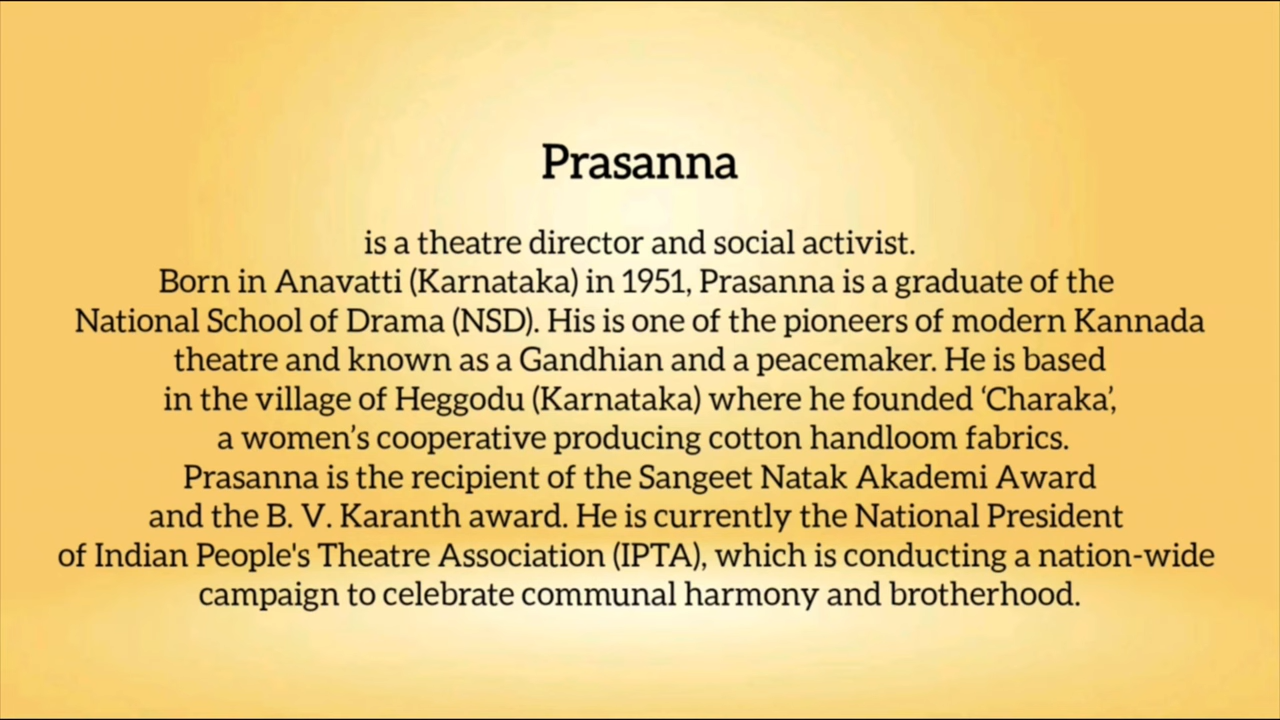 Prasanna
is a theatre director and social activist.
Born in Anavatti (Karnataka) in 1951, Prasanna is a graduate of the
National School of Drama (NSD). His is one of the pioneers of modern Kannada
theatre and known as a Gandhian and a peacemaker. He is based
in the village of Heggodu (Karnataka) where he founded ‘Charaka’,
a women’s cooperative producing cotton handloom fabrics.
Prasanna is the recipient of the Sangeet Natak Akademi Award
and the B. V. Karanth award. He is currently the National President
of Indian People's Theatre Association (IPTA), which is conducting a nation-wide
campaign to celebrate communal harmony and brotherhood.